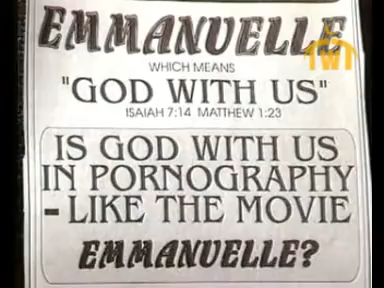 EMMANUELLE
WHICH MEANS
"GOD WITH US"
ISAIAH 7:14 MATTHEW 1:23
IS GOD WITH US
IN PORNOGRAPHY
- LIKE THE MOVIE
EMMANUELLE?